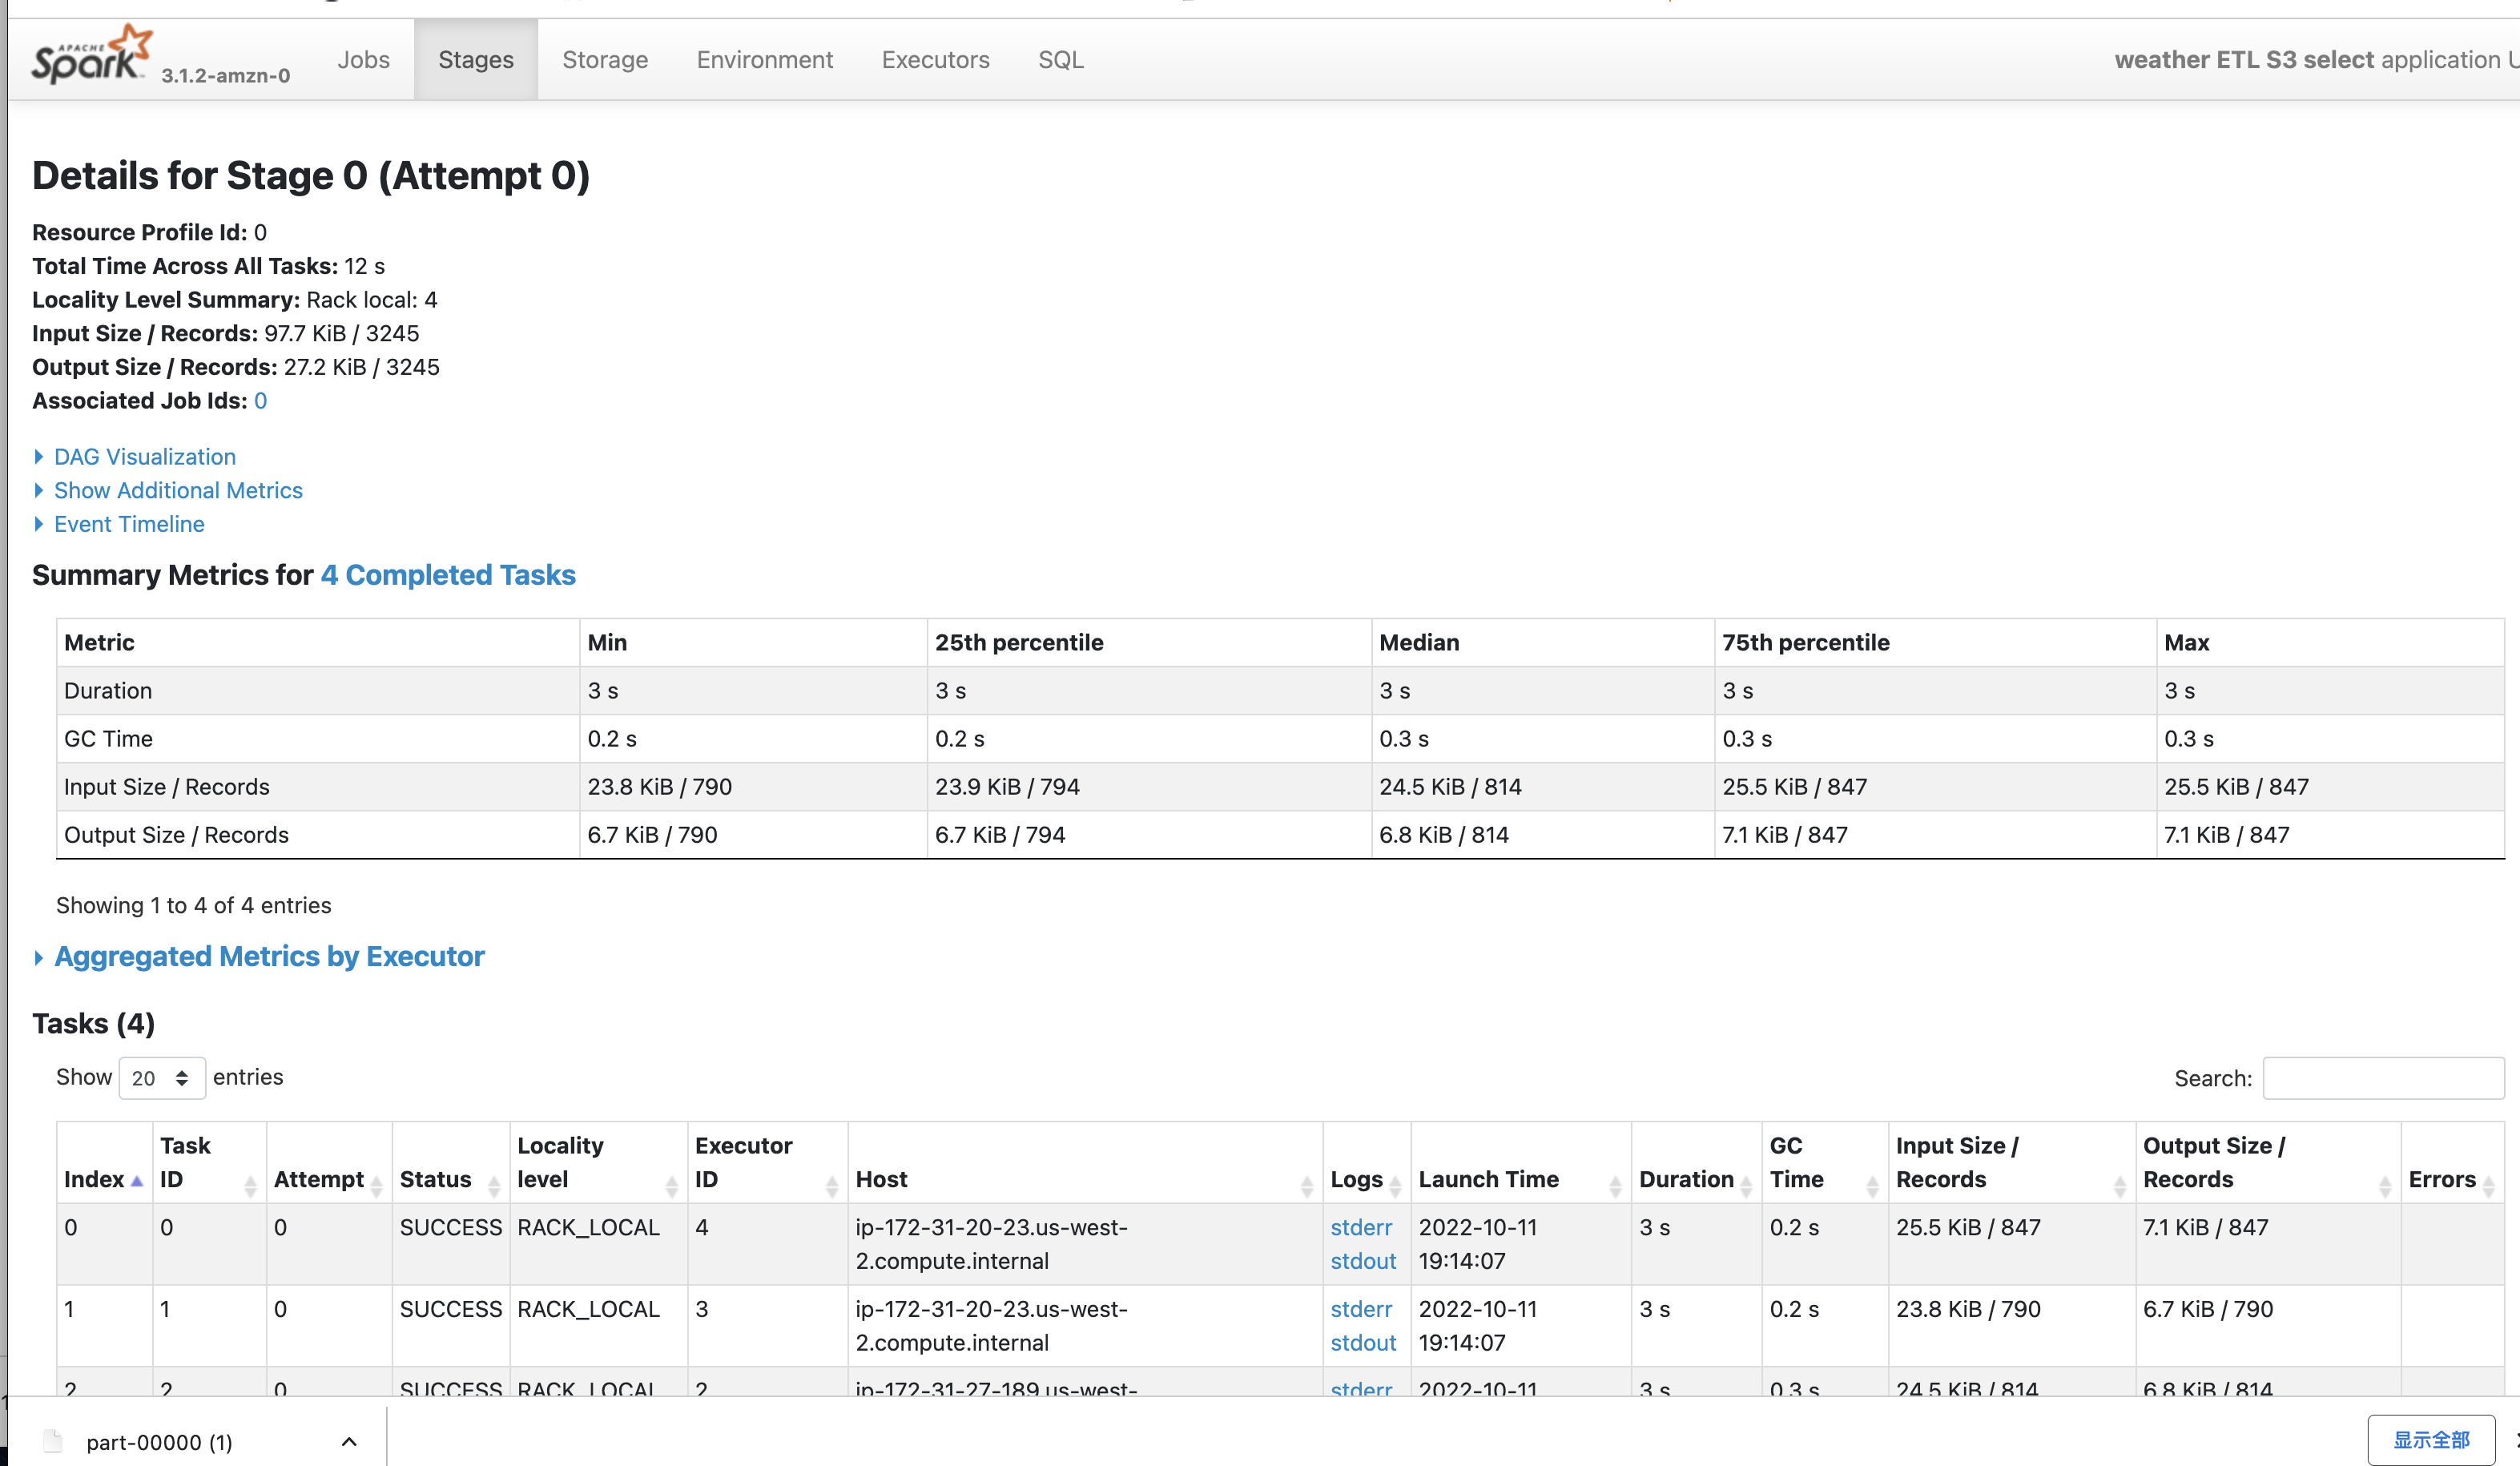 APACHE Spark 3.1.2-amzn-0 Jobs Stages Storage Environment Executors SQL weather ETL S3 select application U
Details for Stage 0 (Attempt 0)
Resource Profile Id: 0
Total Time Across All Tasks: 12 s
Locality Level Summary: Rack local: 4
Input Size / Records: 97.7 KiB / 3245
Output Size / Records: 27.2 KiB / 3245
Associated Job Ids: 0
DAG Visualization
Show Additional Metrics
Event Timeline
Summary Metrics for 4 Completed Tasks
Metric Min 25th percentile Median 75th percentile Max
Duration 3 s 3 s 3 s 3 s 3 s
GC Time 0.2 s 0.2 s 0.3 s 0.3 s 0.3 s
Input Size / Records 23.8 KiB / 790 23.9 KiB / 794 24.5 KiB / 814 25.5 KiB / 847 25.5 KiB / 847
Output Size / Records 6.7 KiB / 790 6.7 KiB / 794 6.8 KiB / 814 7.1 KiB / 847 7.1 KiB / 847
Showing 1 to 4 of 4 entries
Aggregated Metrics by Executor
Tasks (4)
Show 20 entries Search:
Task Locality Executor GC Input Size / Output Size /
Index ID Attempt Status level ID Host Logs Launch Time Duration Time Records Records Errors
0 0 0 SUCCESS RACK_LOCAL 4 ip-172-31-20-23.us-west- stderr 2022-10-11 3 s 0.2 s 25.5 KiB / 847 7.1 KiB / 847
2.compute.internal stdout 19:14:07
1 1 0 SUCCESS RACK_LOCAL 3 ip-172-31-20-23.us-west- stderr 2022-10-11 3 s 0.2 s 23.8 KiB / 790 6.7 KiB / 790
2.compute.internal stdout 19:14:07
2 2 0 SUCCESS RACK_LOCAL 2 ip-172-31-27-189.us-west- stderr 2022-10-11 3 s 0.3 s 24.5 KiB / 814 6.8 KiB / 814
part-00000 (1) 显示全部